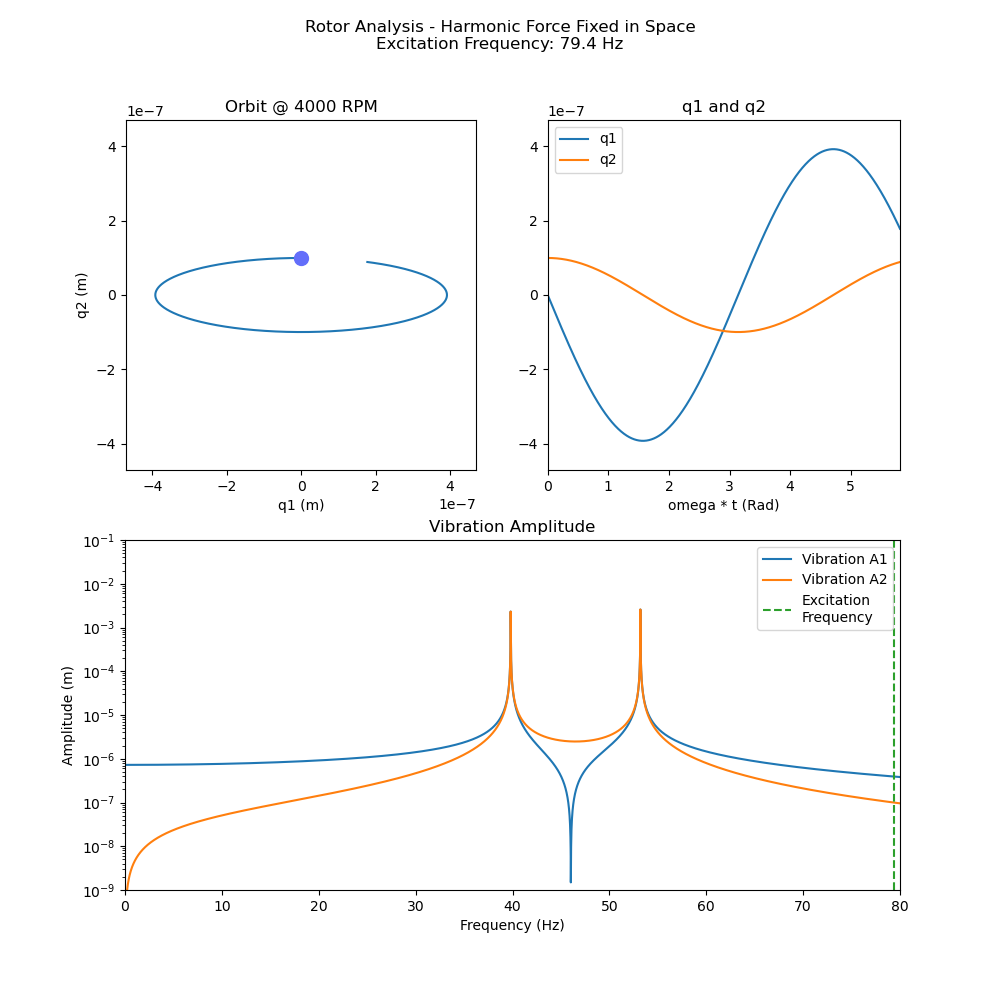 Rotor Analysis - Harmonic Force Fixed in Space
Excitation Frequency: 79.4 Hz
Orbit @ 4000 RPM
1e−7
4
2
0
−2
−4
q2 (m)
−4 −2 0 2 4
1e−7
q1 (m)
q1 and q2
1e−7
q1
q2
4
2
0
−2
−4
0 1 2 3 4 5
omega * t (Rad)
Vibration Amplitude
Vibration A1
Vibration A2
Excitation
Frequency
10⁻¹
10⁻²
10⁻³
10⁻⁴
10⁻⁵
10⁻⁶
10⁻⁷
10⁻⁸
10⁻⁹
Amplitude (m)
0 10 20 30 40 50 60 70 80
Frequency (Hz)